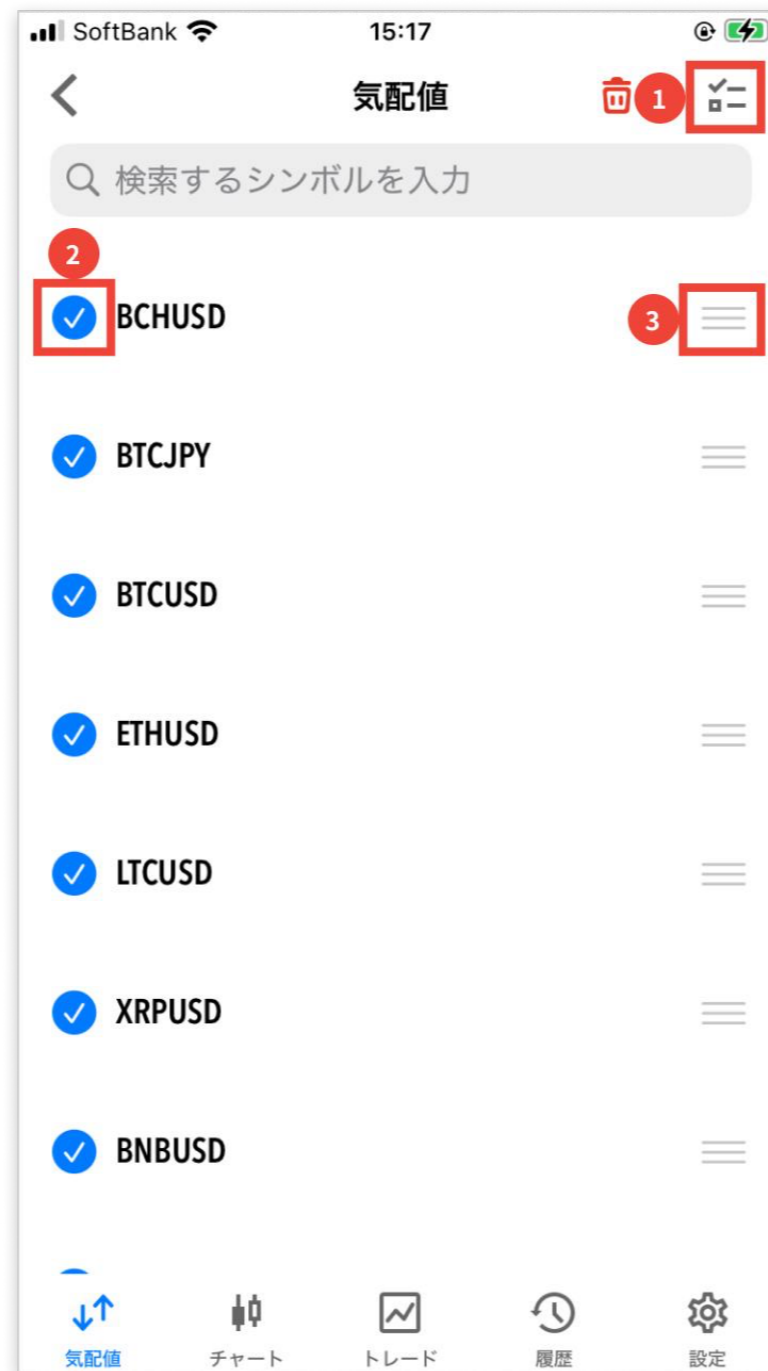 SoftBank 15:17
気配値 1
検索するシンボルを入力
2
BCHUSD 3
BTCJPY
BTCUSD
ETHUSD
LTCUSD
XRPUSD
BNBUSD
気配値 チャート トレード 履歴 設定